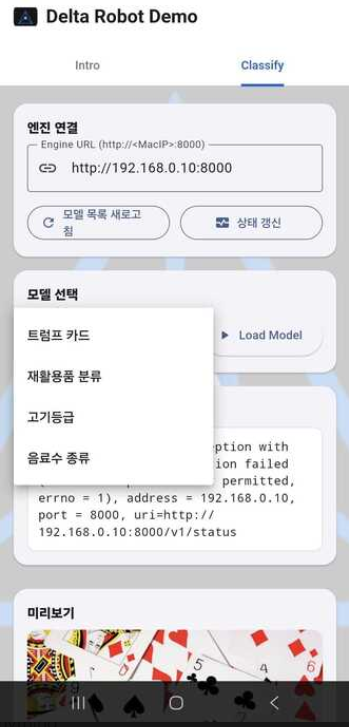 Delta Robot Demo
Intro
Classify
엔진 연결
Engine URL (http://<MacIP>:8000)
http://192.168.0.10:8000
모델 목록 새로고
침
상태 갱신
모델 선택
트럼프 카드
Load Model
재활용품 분류
고기등급
음료수 종류
ption with
ion failed
permitted,
errno = 1), address = 192.168.0.10,
port = 8000, uri=http://
192.168.0.10:8000/v1/status
미리보기
5
4
6